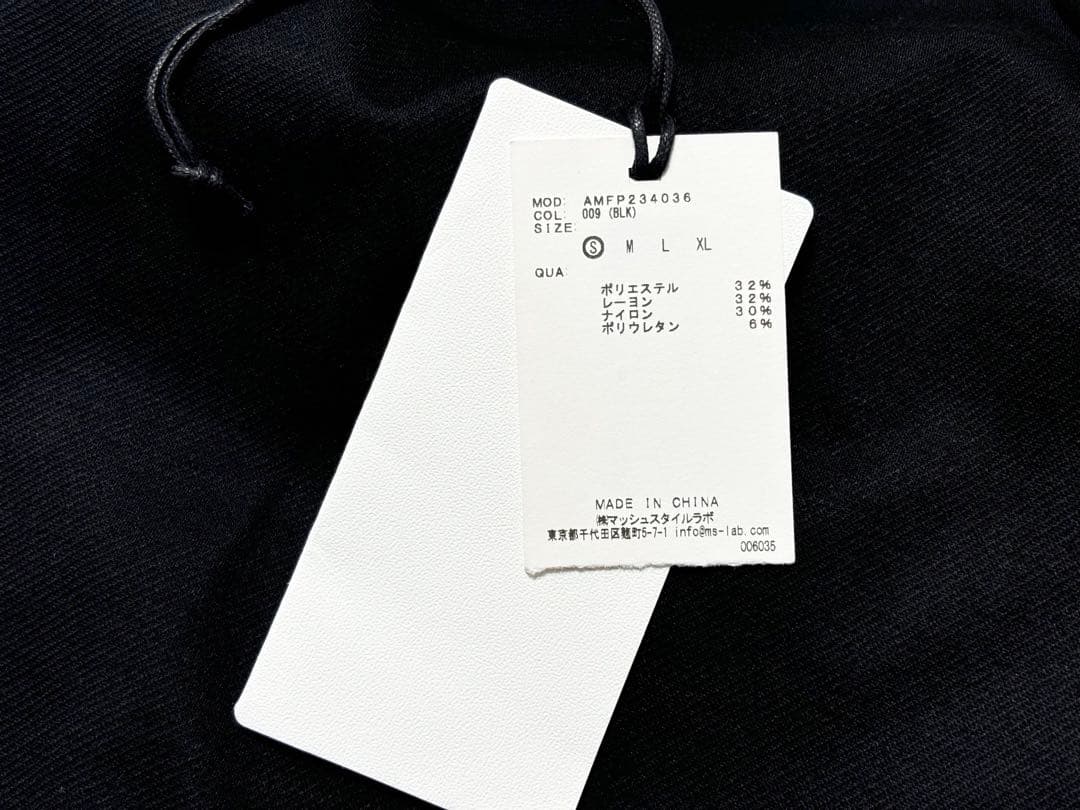 MOD: AMFP234036
COL: 009 (BLK)
SIZE:
S M L XL
QUA:
ポリエステル 32%
レーヨン 32%
ナイロン 30%
ポリウレタン 6%
MADE IN CHINA
㈱マッシュスタイルラボ
東京都千代田区麹町5-7-1 info@ms-lab.com
006035